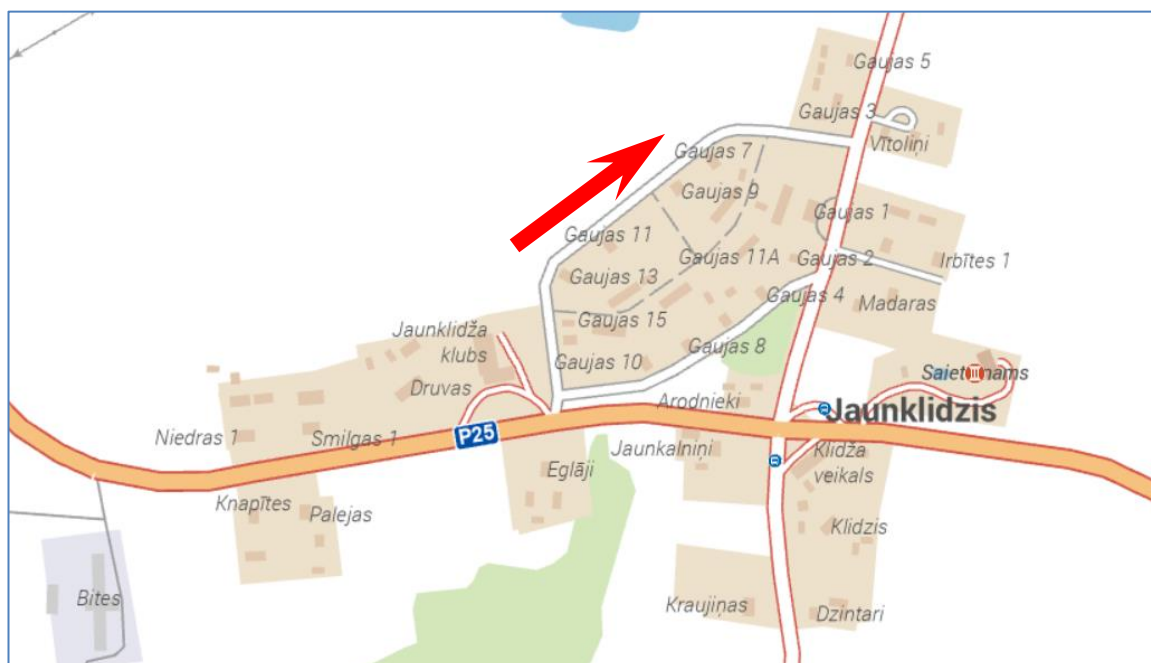 Gaujas 5
Gaujas 3
Vītoliņi
Gaujas 7
Gaujas 9
Gaujas 1
Gaujas 11
Gaujas 11A
Gaujas 2
Irbītes 1
Gaujas 13
Gaujas 4
Madaras
Jaunklidža
klubs
Gaujas 15
Gaujas 8
Gaujas 10
Druvas
Saietunams
Arodnieki
Jaunklidzis
Niedras 1
Smilgas 1
P25
Jaunkalniņi
Klidža
veikals
Eglāji
Knapītes
Palejas
Klidzis
Bites
Kraujiņas
Dzintari